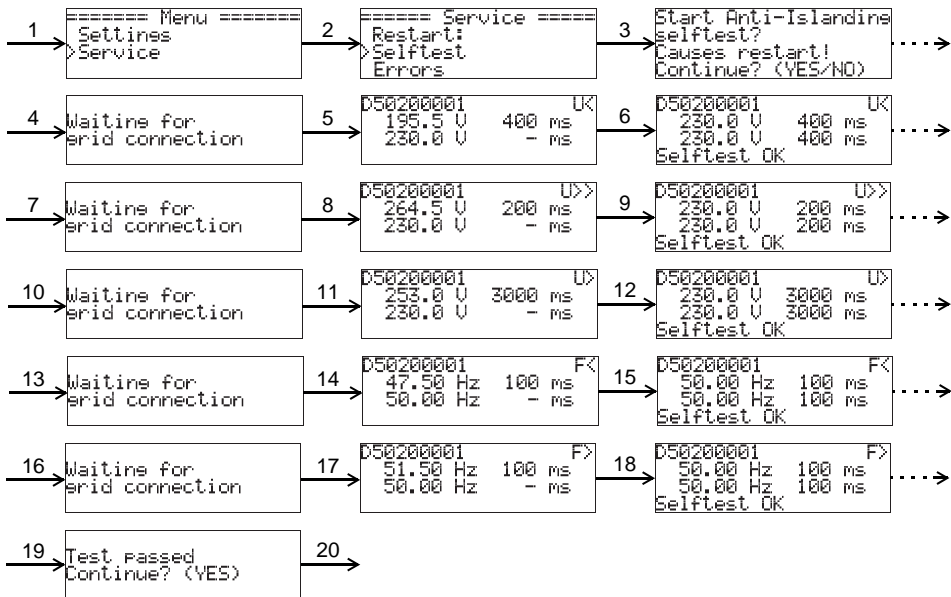 1
======= Menu =======
Settings
>Service
2
====== Service =====
Restart:
>Selftest
Errors
3
Start Anti-Islanding
selftest?
Causes restart!
Continue? (YES/NO)
4
Waiting for
grid connection
5
D50200001 U<
195.5 V 400 ms
230.0 V - ms
6
D50200001 U<
230.0 V 400 ms
230.0 V 400 ms
Selftest OK
7
Waiting for
grid connection
8
D50200001 U>>
264.5 V 200 ms
230.0 V - ms
9
D50200001 U>>
230.0 V 200 ms
230.0 V 200 ms
Selftest OK
10
Waiting for
grid connection
11
D50200001 U>
253.0 V 3000 ms
230.0 V - ms
12
D50200001 U>
230.0 V 3000 ms
230.0 V 3000 ms
Selftest OK
13
Waiting for
grid connection
14
D50200001 F<
47.50 Hz 100 ms
50.00 Hz - ms
15
D50200001 F<
50.00 Hz 100 ms
50.00 Hz 100 ms
Selftest OK
16
Waiting for
grid connection
17
D50200001 F>
51.50 Hz 100 ms
50.00 Hz - ms
18
D50200001 F>
50.00 Hz 100 ms
50.00 Hz 100 ms
Selftest OK
19
Test passed
Continue? (YES)
20